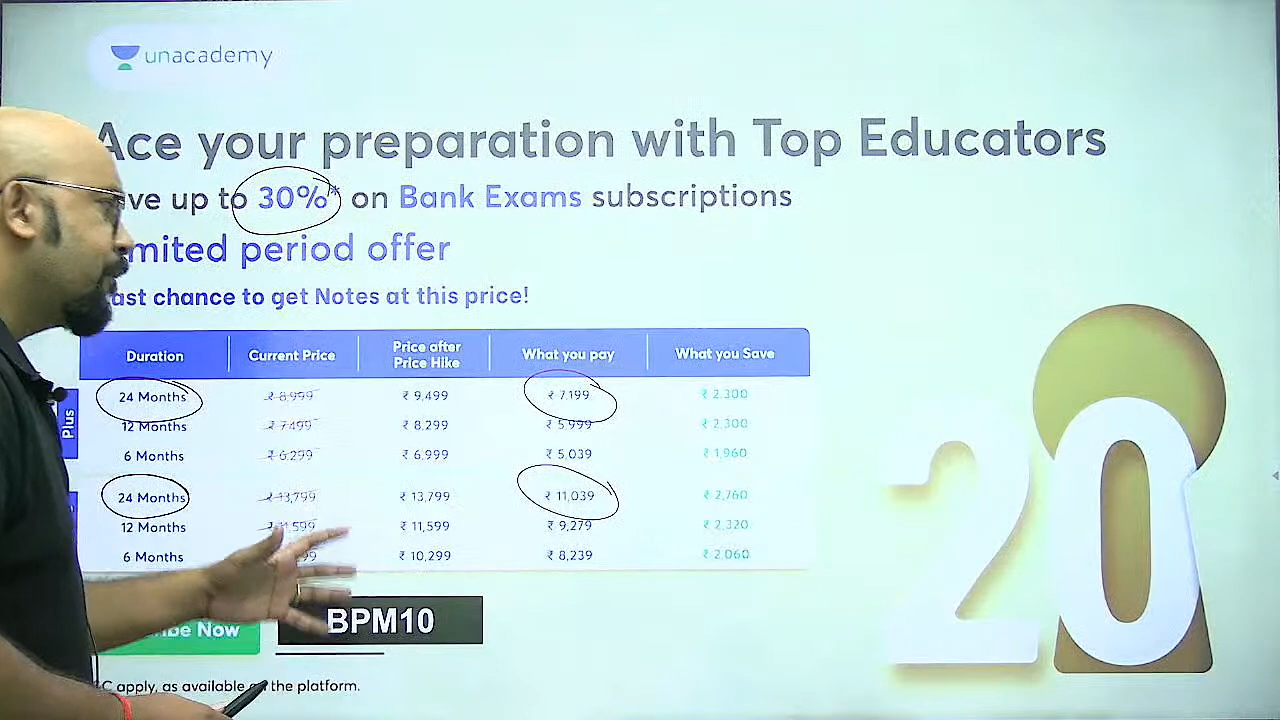 unacademy
Ace your preparation with Top Educators
ve up to 30%* on Bank Exams subscriptions
mited period offer
ast chance to get Notes at this price!
Duration Current Price Price after Price Hike What you pay What you Save
Plus
24 Months ₹ 8,999 ₹ 9,499 ₹ 7,199 ₹ 2,300
12 Months ₹ 7,499 ₹ 8,299 ₹ 5,999 ₹ 2,300
6 Months ₹ 6,299 ₹ 6,999 ₹ 5,039 ₹ 1,960
24 Months ₹ 13,799 ₹ 13,799 ₹ 11,039 ₹ 2,760
12 Months ₹ 11,599 ₹ 11,599 ₹ 9,279 ₹ 2,320
6 Months 99 ₹ 10,299 ₹ 8,239 ₹ 2,060
ibe Now BPM10
C apply, as available on the platform.
20